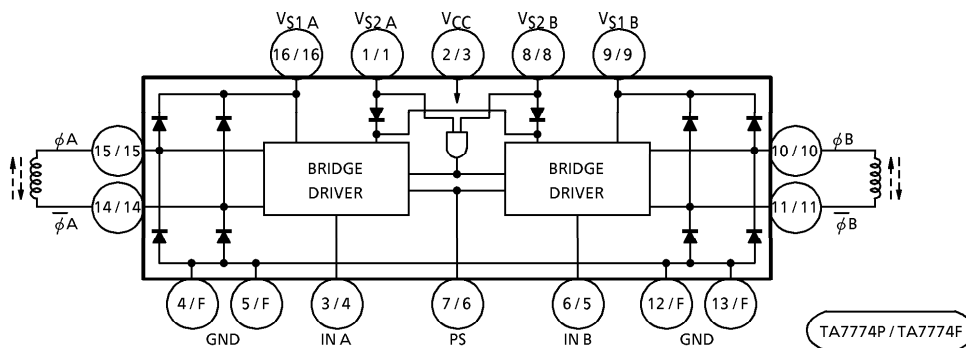 VS1 A VS2 A VCC VS2 B VS1 B
16 / 16 1 / 1 2 / 3 8 / 8 9 / 9
ϕA ϕB
15 / 15 10 / 10
BRIDGE DRIVER
BRIDGE DRIVER
14 / 14 11 / 11
ϕ̅A ϕ̅B
4 / F 5 / F 3 / 4 7 / 6 6 / 5 12 / F 13 / F
GND IN A PS IN B GND
TA7774P / TA7774F